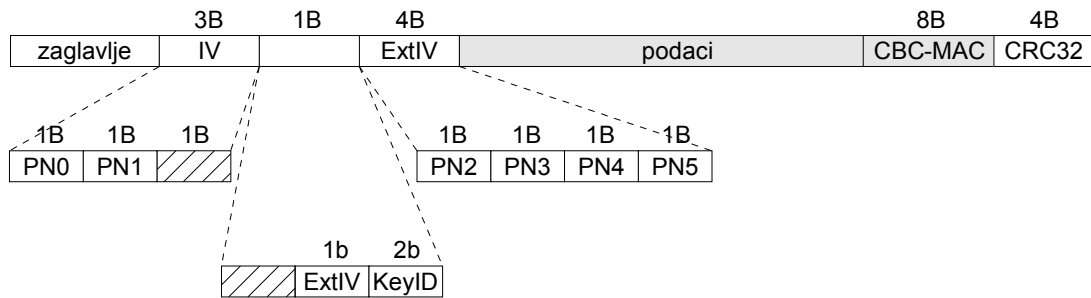 3B 1B 4B 8B 4B
zaglavlje IV ExtIV podaci CBC-MAC CRC32
1B 1B 1B 1B 1B 1B 1B
PN0 PN1 PN2 PN3 PN4 PN5
1b 2b
ExtIV KeyID